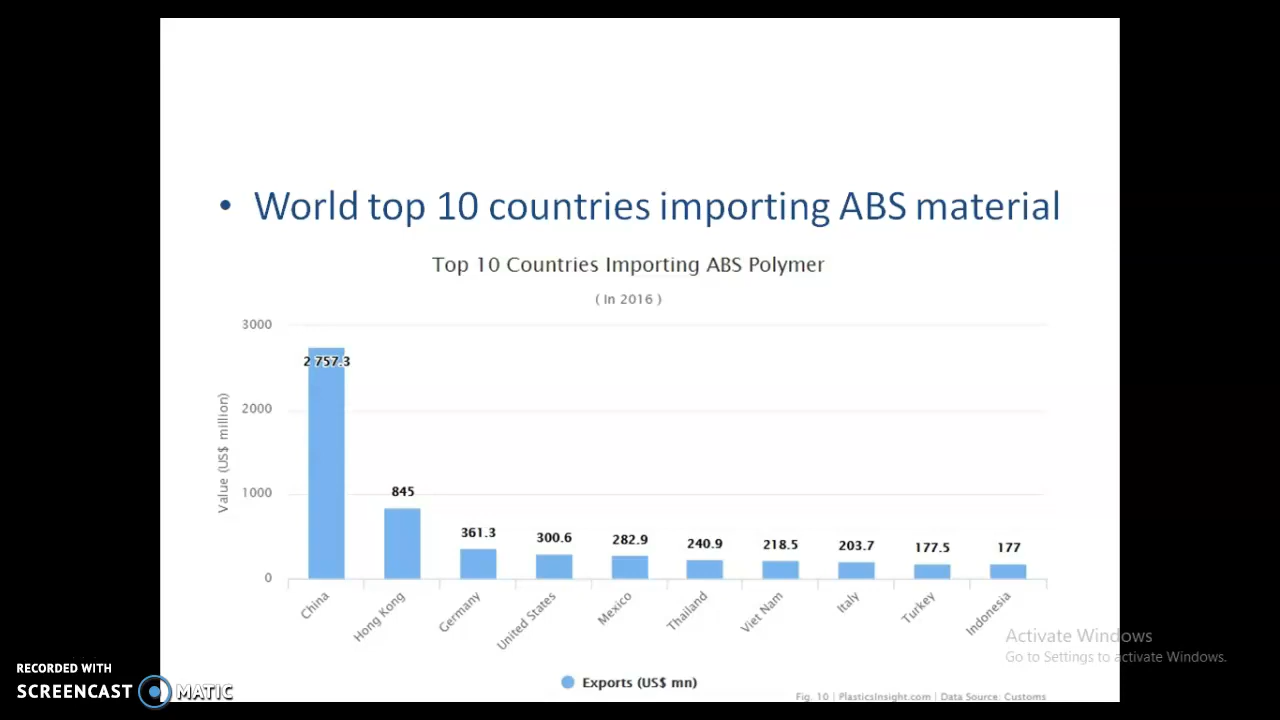 • World top 10 countries importing ABS material
Top 10 Countries Importing ABS Polymer
( In 2016 )
3000
2000
1000
0
Value (US$ million)
2 757.3
845
361.3
300.6
282.9
240.9
218.5
203.7
177.5
177
China
Hong Kong
Germany
United States
Mexico
Thailand
Viet Nam
Italy
Turkey
Indonesia
Exports (US$ mn)
Fig. 10 | PlasticsInsight.com | Data Source: Customs
Activate Windows
Go to Settings to activate Windows.
RECORDED WITH
SCREENCAST MATIC